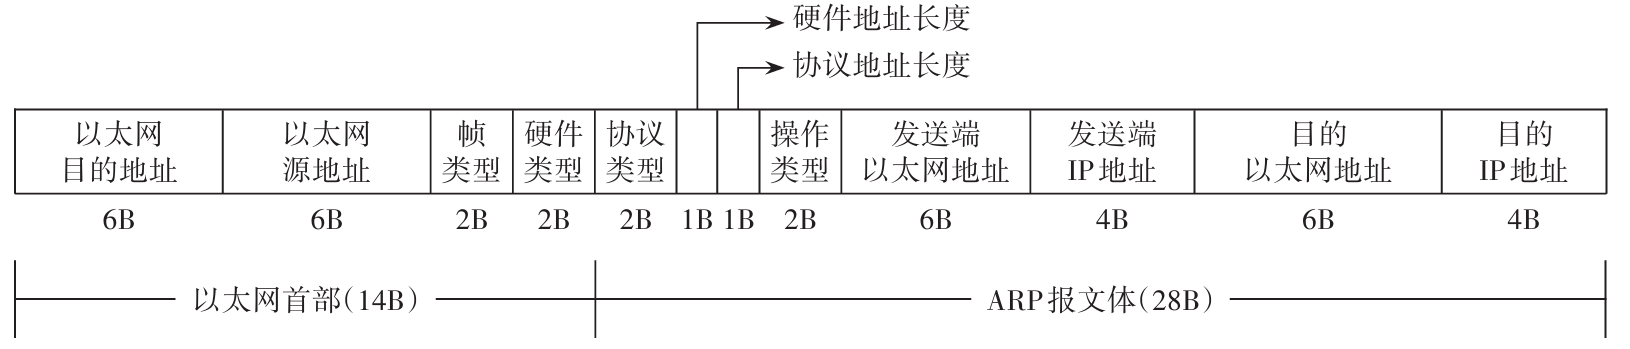 硬件地址长度
协议地址长度
以太网 以太网 帧 硬件 协议 操作 发送端 发送端 目的 目的
目的地址 源地址 类型 类型 类型 类型 以太网地址 IP地址 以太网地址 IP地址
6B 6B 2B 2B 2B 1B 1B 2B 6B 4B 6B 4B
以太网首部(14B) ARP报文体(28B)